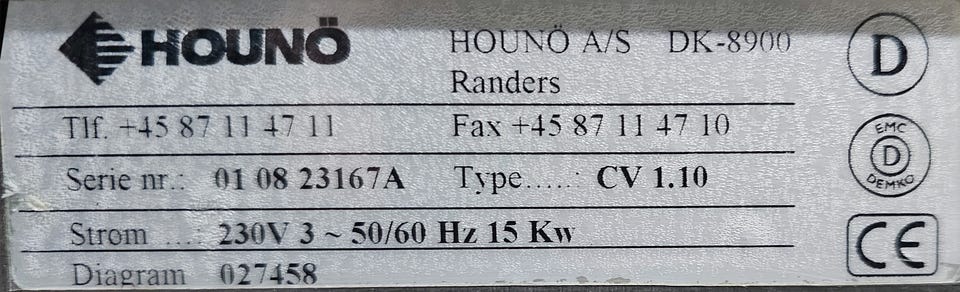 HOUNÖ
HOUNÖ A/S DK-8900
Randers
Tlf. +45 87 11 47 11 Fax +45 87 11 47 10
Serie nr.: 01 08 23167A Type.....: CV 1.10
Strom ...: 230V 3 ~ 50/60 Hz 15 Kw
Diagram 027458
D
EMC
D
DEMKO
CE